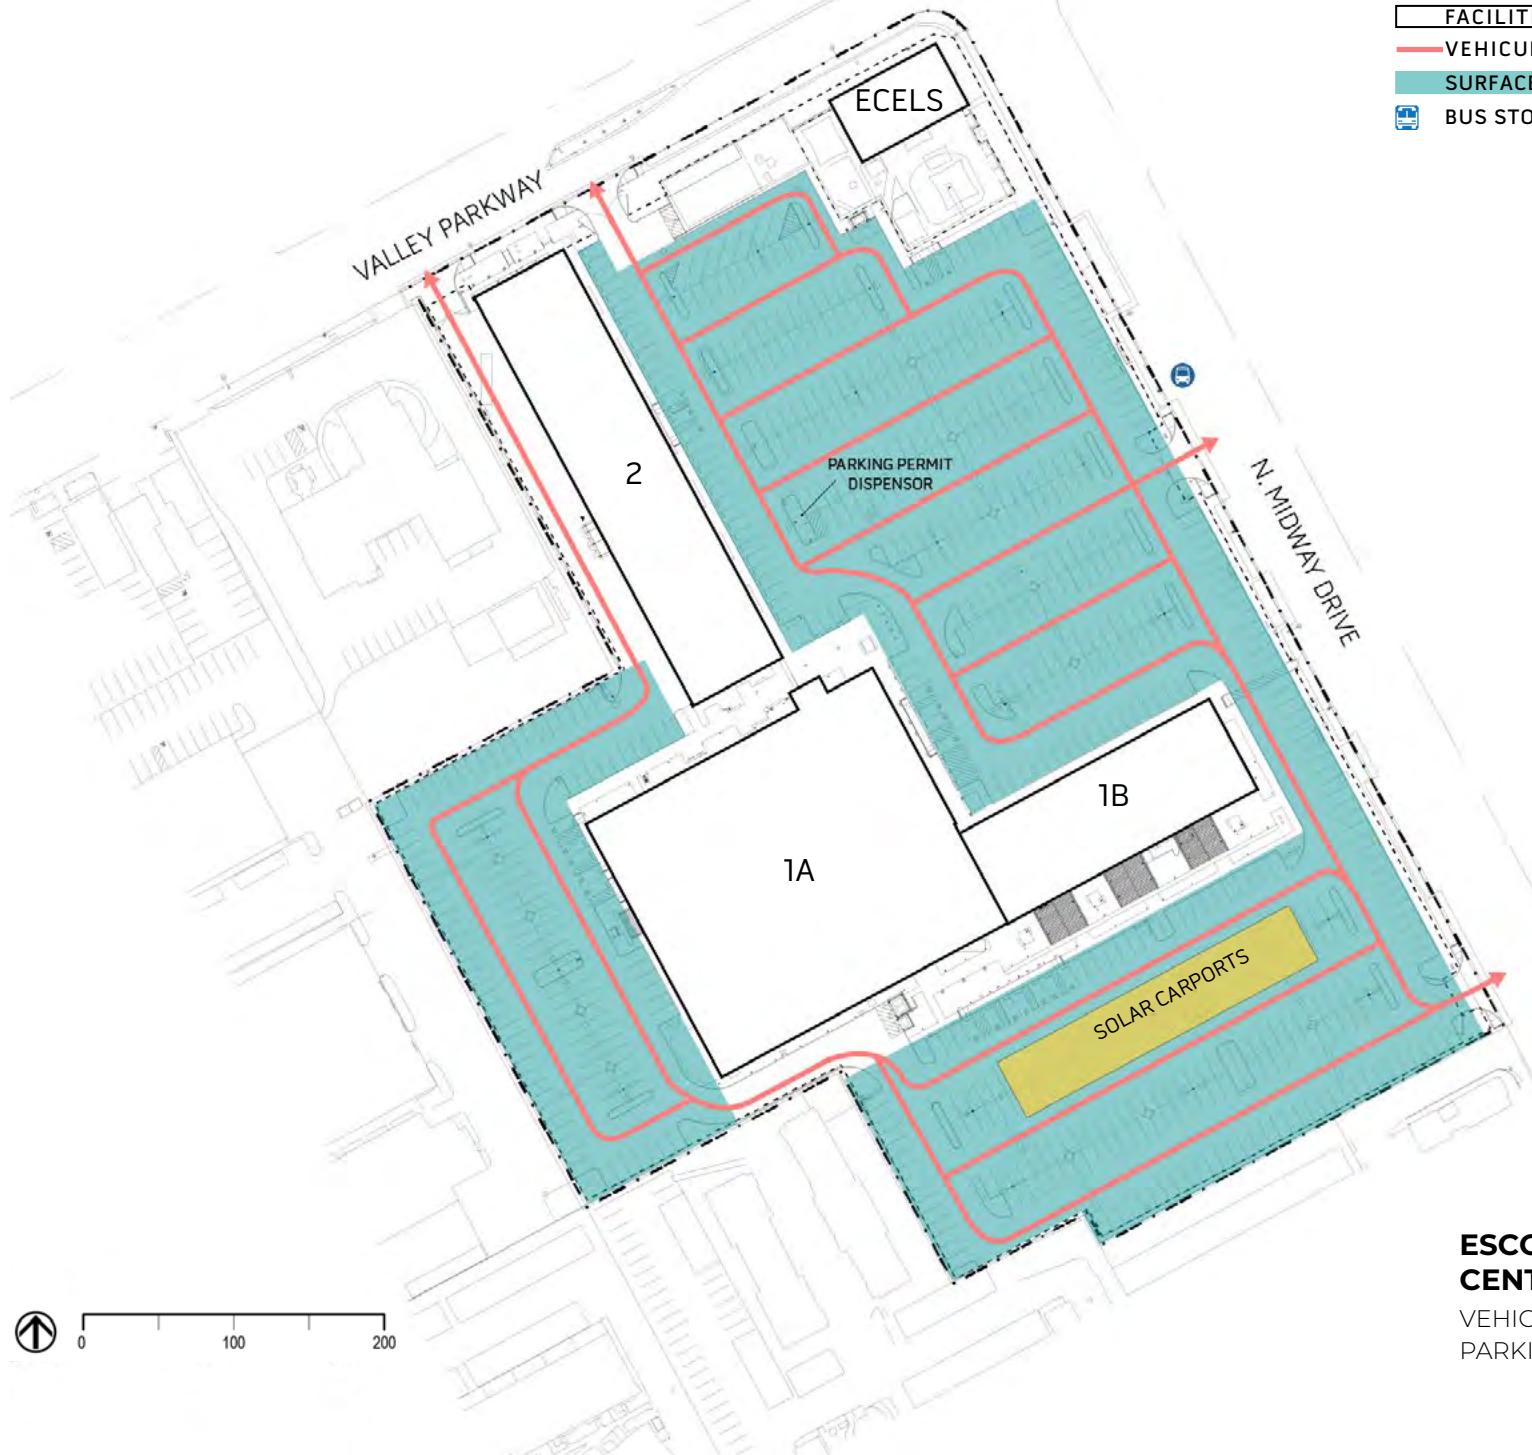 FACILIT
VEHICU
SURFACE
BUS STO
ECELS
VALLEY PARKWAY
2
PARKING PERMIT
DISPENSOR
N. MIDWAY DRIVE
1B
1A
SOLAR CARPORTS
ESCO
CENT
VEHIC
PARKI
0
100
200